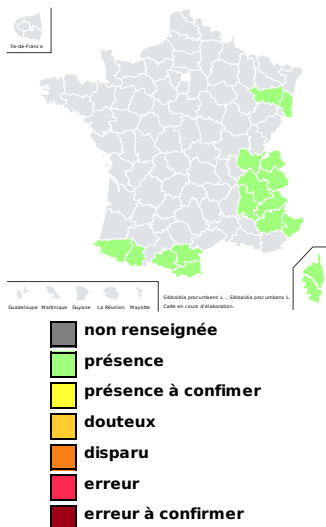 Île-de-France
Guadeloupe Martinique Guyane La Réunion Mayotte
Sibbaldia procumbens L. , Sibbaldia procumbens L.
Carte en cours d'élaboration.
non renseignée
présence
présence à confimer
douteux
disparu
erreur
erreur à confirmer